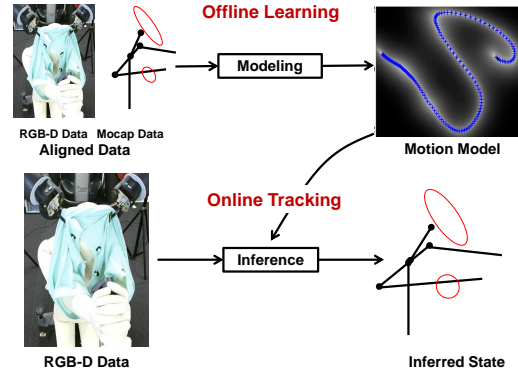 Offline Learning
Modeling
RGB-D Data Mocap Data
Aligned Data
Motion Model
Online Tracking
Inference
RGB-D Data
Inferred State